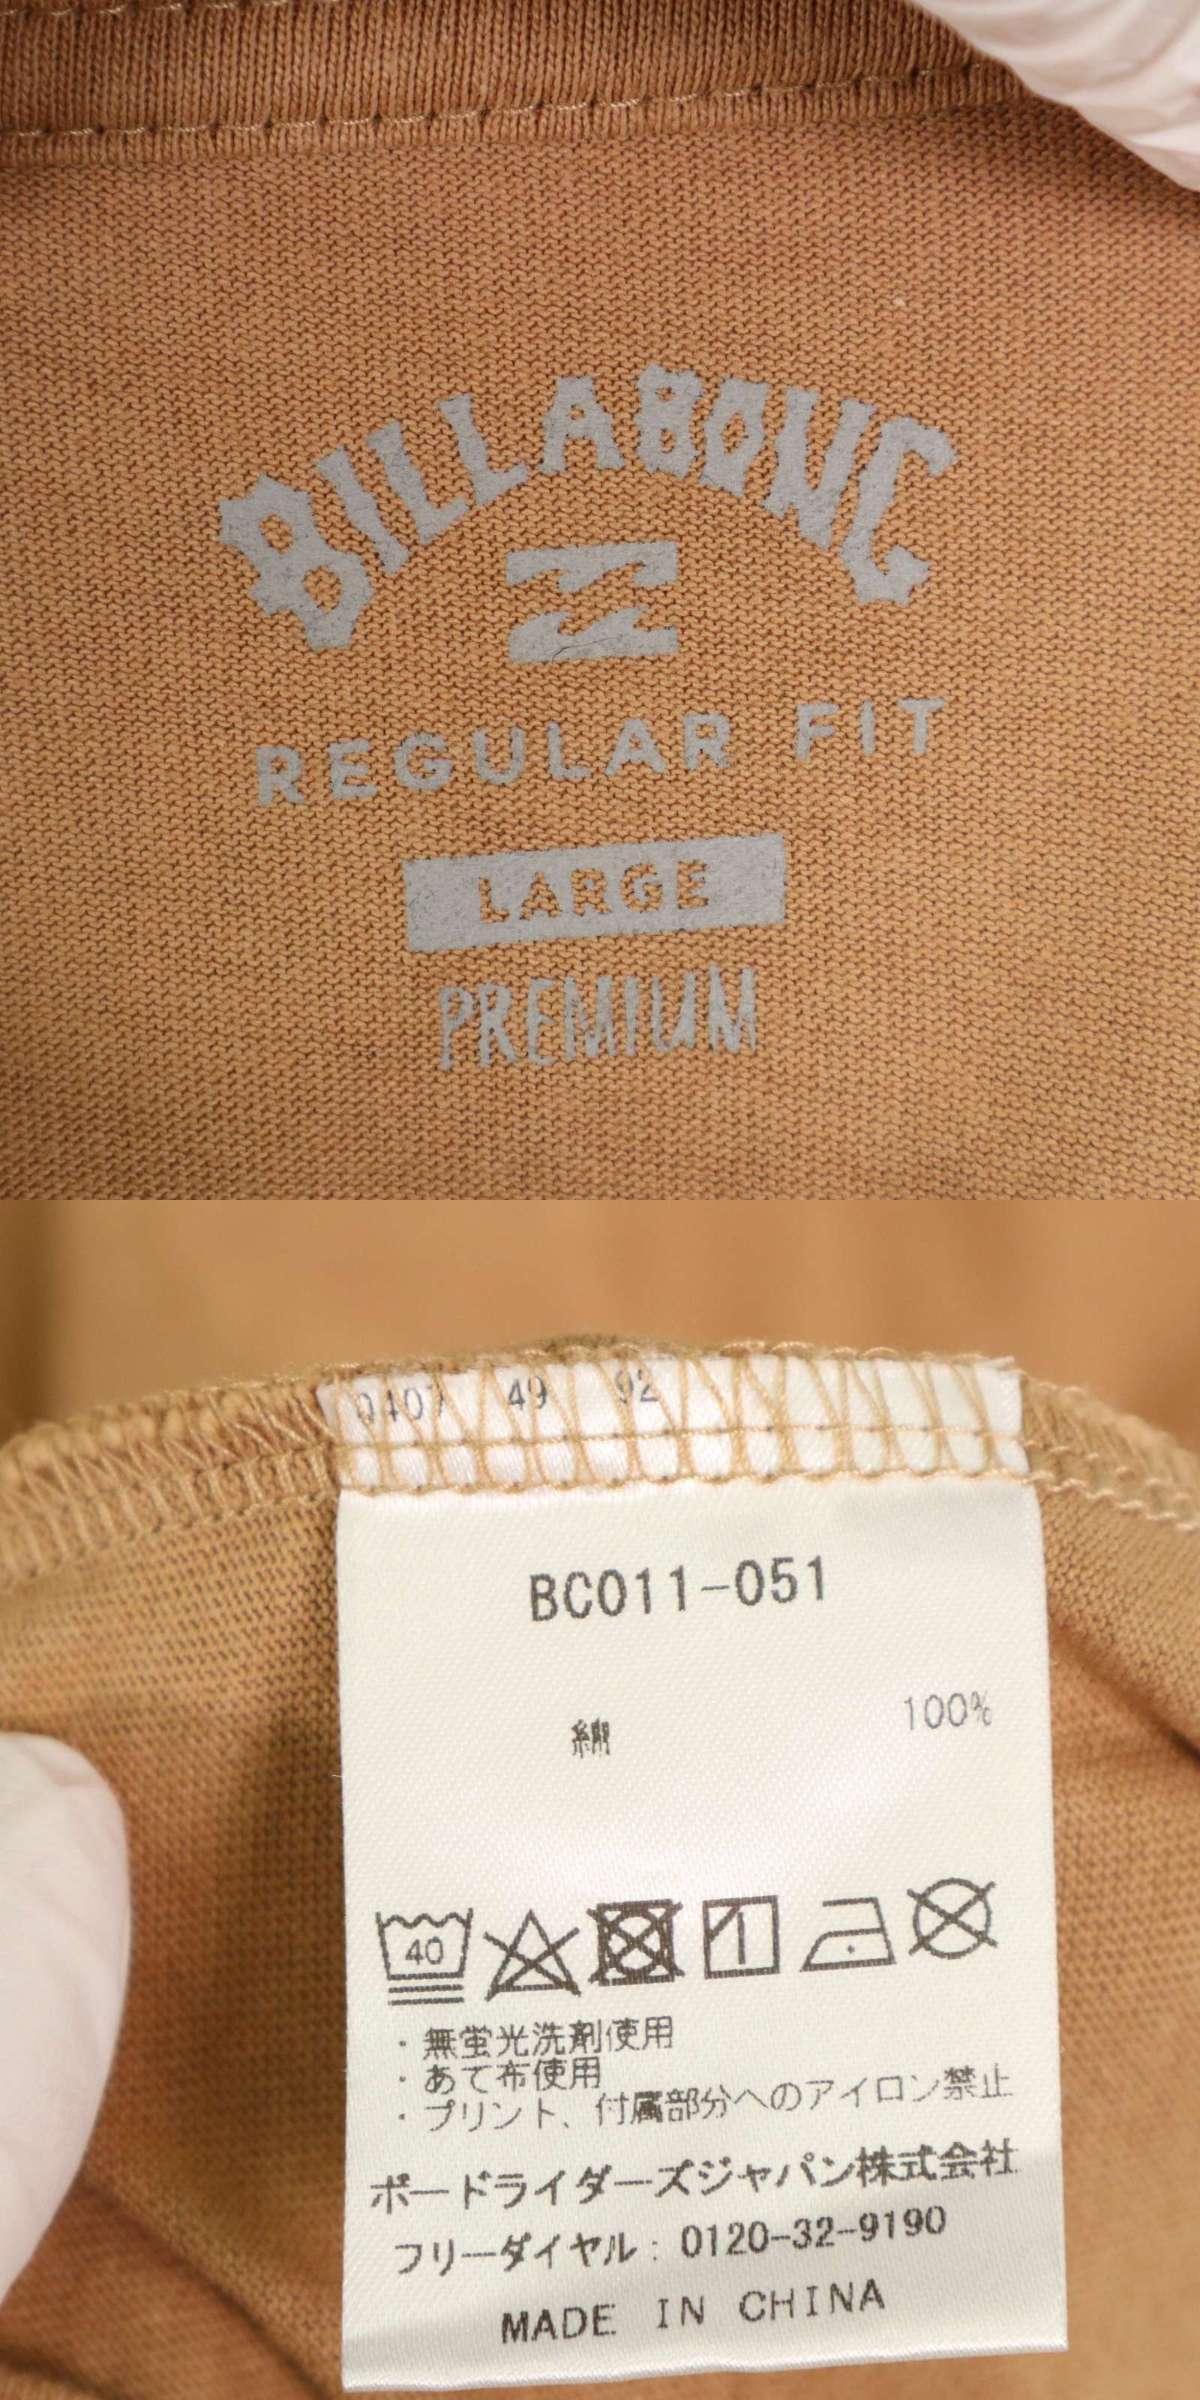 BILLABONG
REGULAR FIT
LARGE
PREMIUM
0407 49 92
BC011-051
綿 100%
40
・無蛍光洗剤使用
・あて布使用
・プリント、付属部分へのアイロン禁止
ボードライダーズジャパン株式会社
フリーダイヤル: 0120-32-9190
MADE IN CHINA